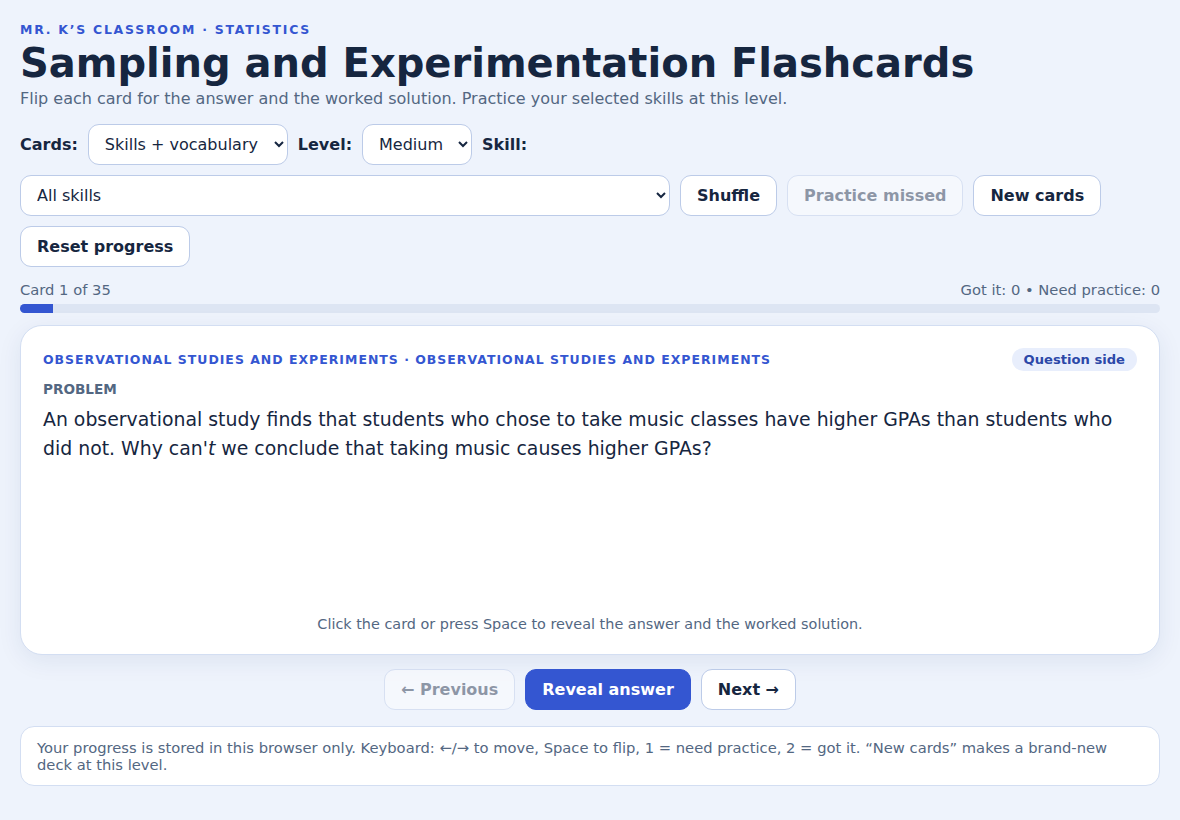 MR. K’S CLASSROOM · STATISTICS
Sampling and Experimentation Flashcards
Flip each card for the answer and the worked solution. Practice your selected skills at this level.
Cards: Skills + vocabulary Level: Medium Skill:
All skills Shuffle Practice missed New cards
Reset progress
Card 1 of 35 Got it: 0 • Need practice: 0
OBSERVATIONAL STUDIES AND EXPERIMENTS · OBSERVATIONAL STUDIES AND EXPERIMENTS Question side
PROBLEM
An observational study finds that students who chose to take music classes have higher GPAs than students who
did not. Why can't we conclude that taking music causes higher GPAs?
Click the card or press Space to reveal the answer and the worked solution.
← Previous Reveal answer Next →
Your progress is stored in this browser only. Keyboard: ←/→ to move, Space to flip, 1 = need practice, 2 = got it. “New cards” makes a brand-new
deck at this level.